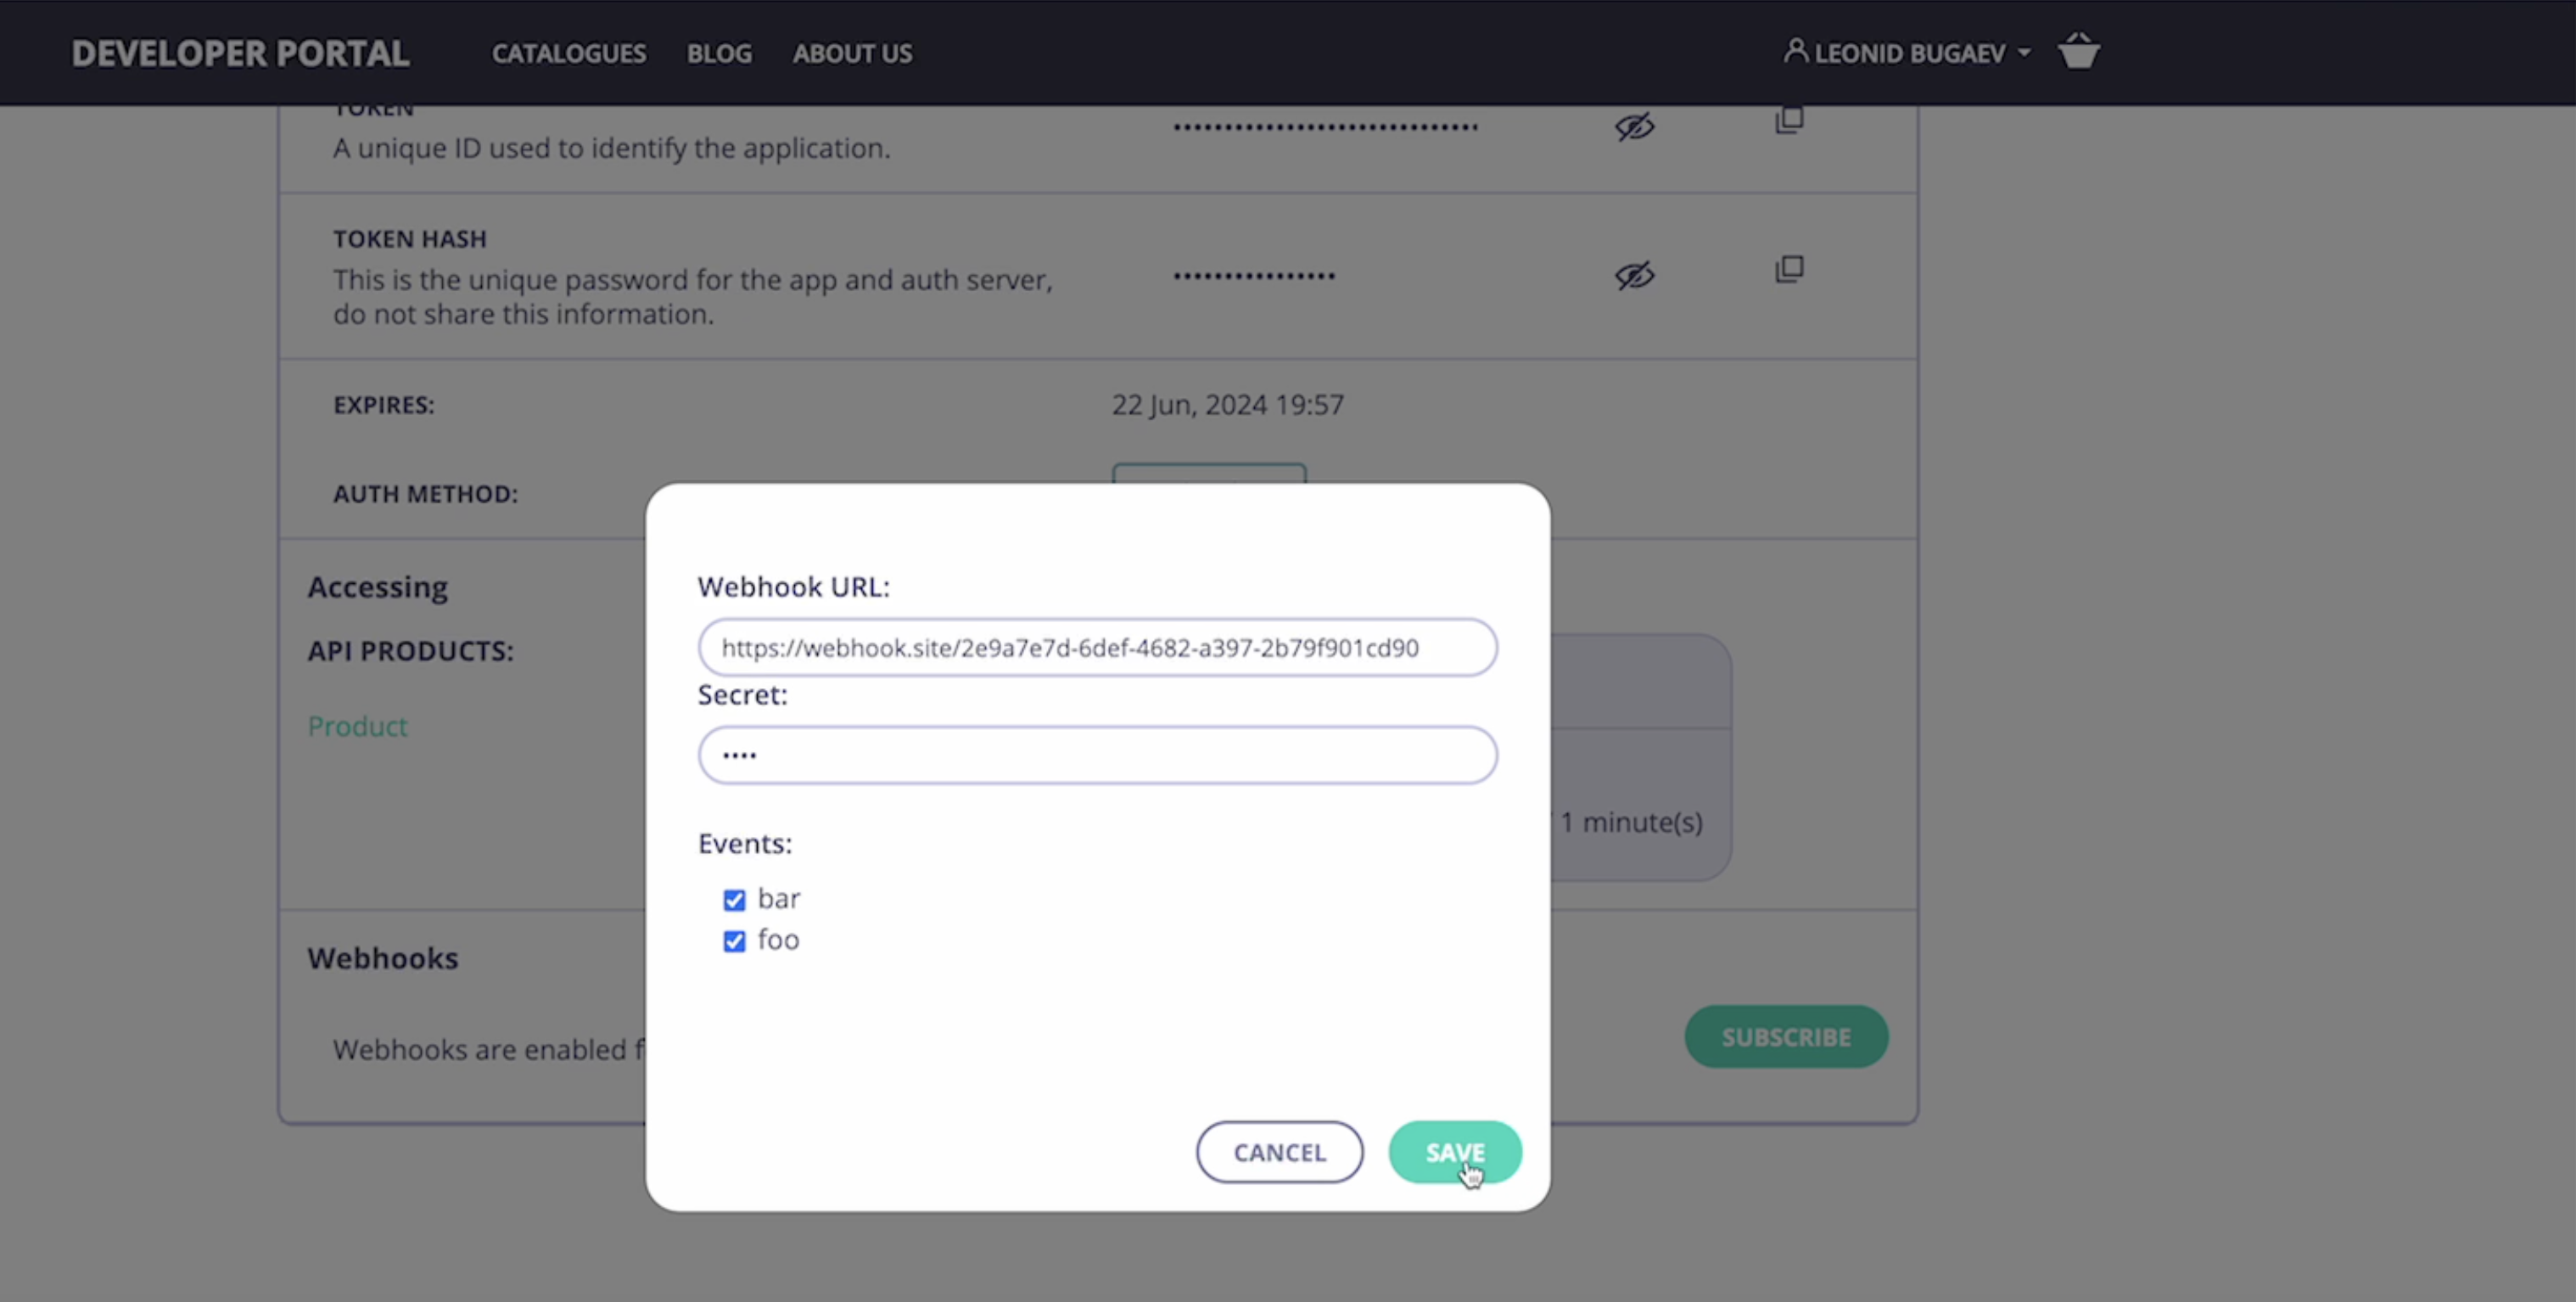 DEVELOPER PORTAL CATALOGUES BLOG ABOUT US LEONID BUGAEV
TOKEN
A unique ID used to identify the application.
TOKEN HASH
This is the unique password for the app and auth server,
do not share this information.
EXPIRES: 22 Jun, 2024 19:57
AUTH METHOD:
Accessing
API PRODUCTS:
Product
1 minute(s)
Webhooks
Webhooks are enabled
SUBSCRIBE
Webhook URL:
https://webhook.site/2e9a7e7d-6def-4682-a397-2b79f901cd90
Secret:
••••
Events:
bar
foo
CANCEL SAVE